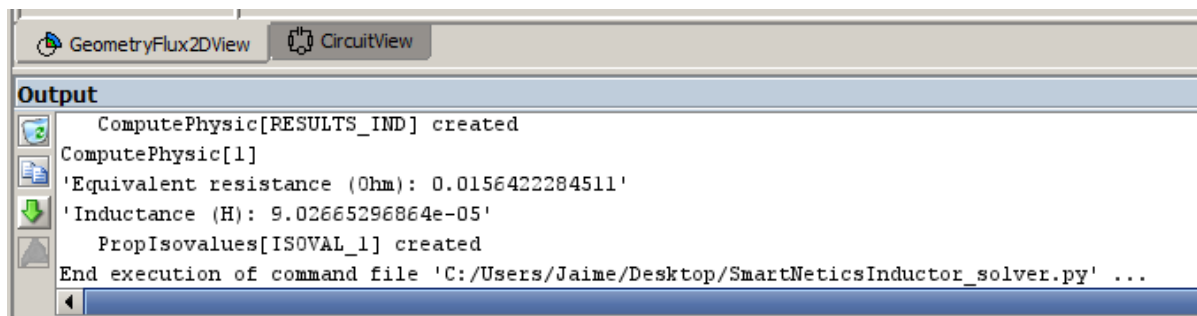 GeometryFlux2DView CircuitView
Output
ComputePhysic[RESULTS_IND] created
ComputePhysic[1]
'Equivalent resistance (Ohm): 0.0156422284511'
'Inductance (H): 9.02665296864e-05'
PropIsovalues[ISOVAL_1] created
End execution of command file 'C:/Users/Jaime/Desktop/SmartNeticsInductor_solver.py' ...